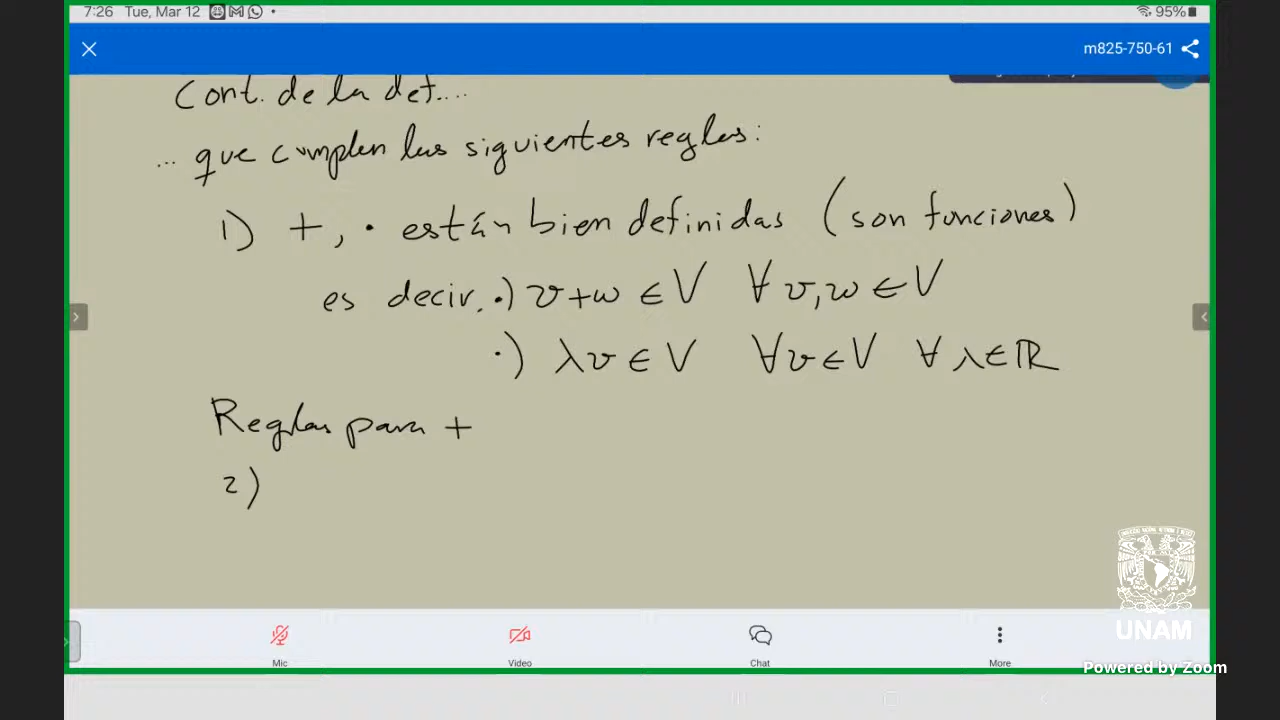 7:26 Tue, Mar 12
95%
m825-750-61
Cont. de la def....
... que cumplen las siguientes reglas:
1) +, · están bien definidas (son funciones)
es decir. ·) v+w ∈ V ∀ v,w ∈ V
·) λv ∈ V ∀v ∈ V ∀ λ ∈ ℝ
Reglas para +
2)
UNAM
Mic Video Chat More
Powered by Zoom